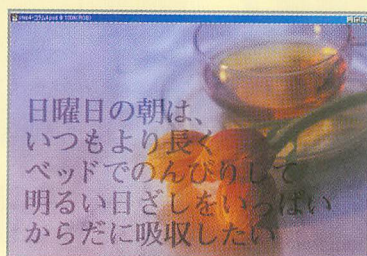 日曜日の朝は、
いつもより長く
ベッドでのんびりして
明るい日ざしをいっぱい
からだに吸収したい